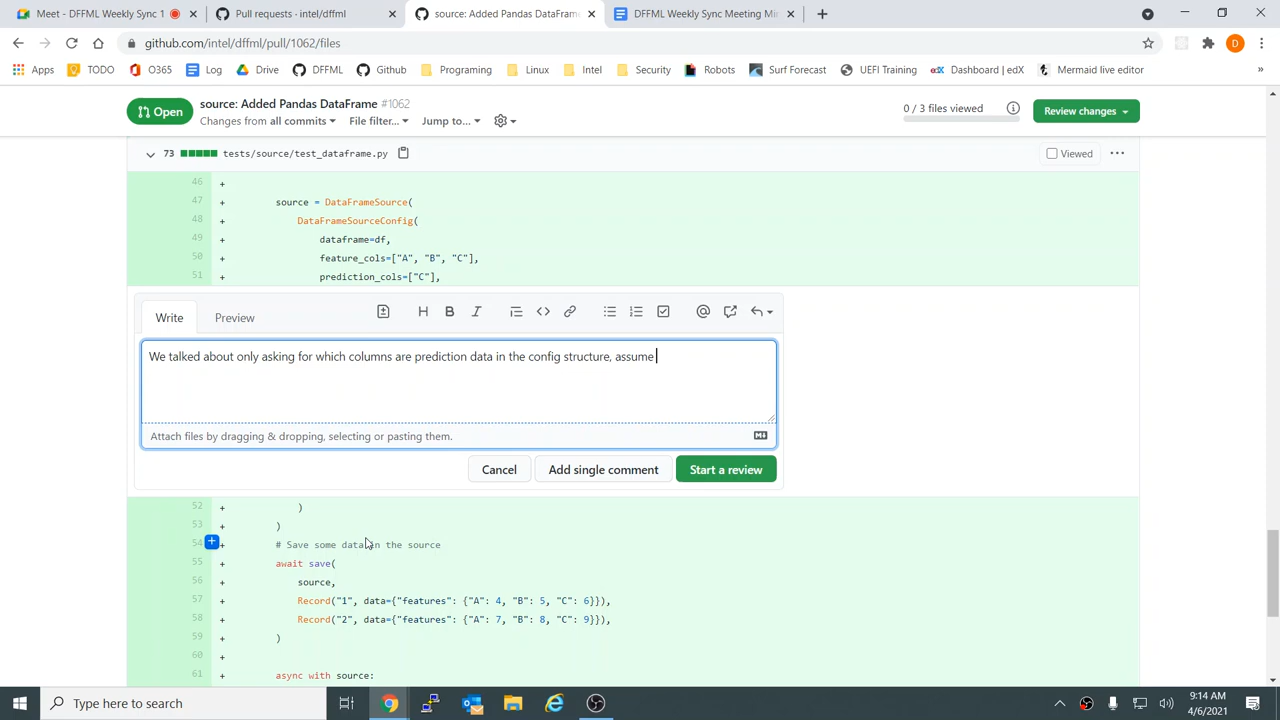 Meet - DFFML Weekly Sync 1
Pull requests - intel/dffml
source: Added Pandas DataFrame
DFFML Weekly Sync Meeting Mi
github.com/intel/dffml/pull/1062/files
D
Apps
TODO
O365
Log
Drive
DFFML
Github
Programing
Linux
Intel
Security
Robots
Surf Forecast
UEFI Training
edX
Dashboard | edX
Mermaid live editor
»
Open
source: Added Pandas DataFrame #1062
Changes from all commits
File filter...
Jump to...
0 / 3 files viewed
Review changes
73 tests/source/test_dataframe.py
Viewed
46 +
47 + source = DataFrameSource(
48 + DataFrameSourceConfig(
49 + dataframe=df,
50 + feature_cols=["A", "B", "C"],
51 + prediction_cols=["C"],
Write
Preview
H B I
We talked about only asking for which columns are prediction data in the config structure, assume
Attach files by dragging & dropping, selecting or pasting them.
Cancel
Add single comment
Start a review
52 + )
53 + )
54 + # Save some data in the source
55 + await save(
56 + source,
57 + Record("1", data={"features": {"A": 4, "B": 5, "C": 6}}),
58 + Record("2", data={"features": {"A": 7, "B": 8, "C": 9}}),
59 + )
60 +
61 + async with source:
Type here to search
9:14 AM
4/6/2021